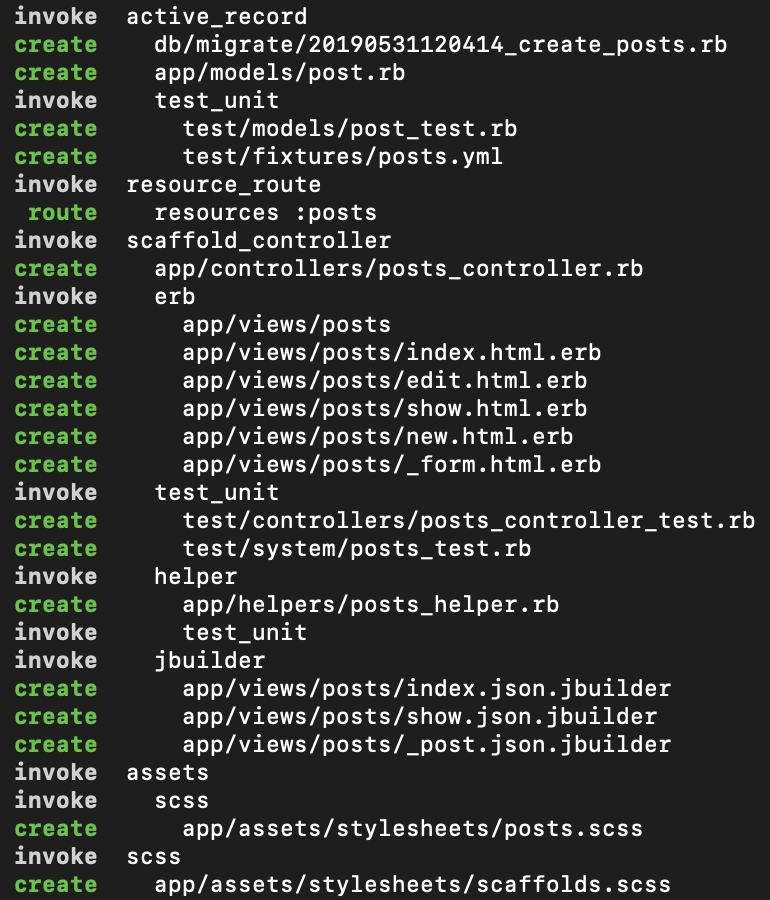 invoke  active_record
create    db/migrate/20190531120414_create_posts.rb
create    app/models/post.rb
invoke    test_unit
create      test/models/post_test.rb
create      test/fixtures/posts.yml
invoke  resource_route
 route    resources :posts
invoke  scaffold_controller
create    app/controllers/posts_controller.rb
invoke    erb
create      app/views/posts
create      app/views/posts/index.html.erb
create      app/views/posts/edit.html.erb
create      app/views/posts/show.html.erb
create      app/views/posts/new.html.erb
create      app/views/posts/_form.html.erb
invoke    test_unit
create      test/controllers/posts_controller_test.rb
create      test/system/posts_test.rb
invoke    helper
create      app/helpers/posts_helper.rb
invoke      test_unit
invoke    jbuilder
create      app/views/posts/index.json.jbuilder
create      app/views/posts/show.json.jbuilder
create      app/views/posts/_post.json.jbuilder
invoke  assets
invoke    scss
create      app/assets/stylesheets/posts.scss
invoke  scss
create    app/assets/stylesheets/scaffolds.scss